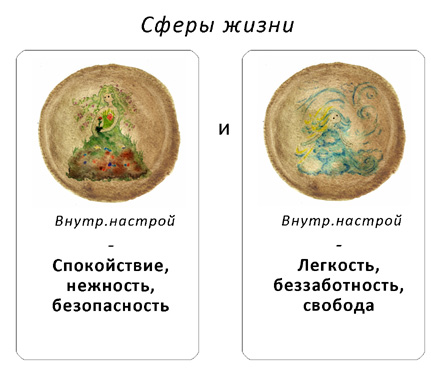 Сферы жизни
и
Внутр.настрой
-
Спокойствие,
нежность,
безопасность
Внутр.настрой
-
Легкость,
беззаботность,
свобода